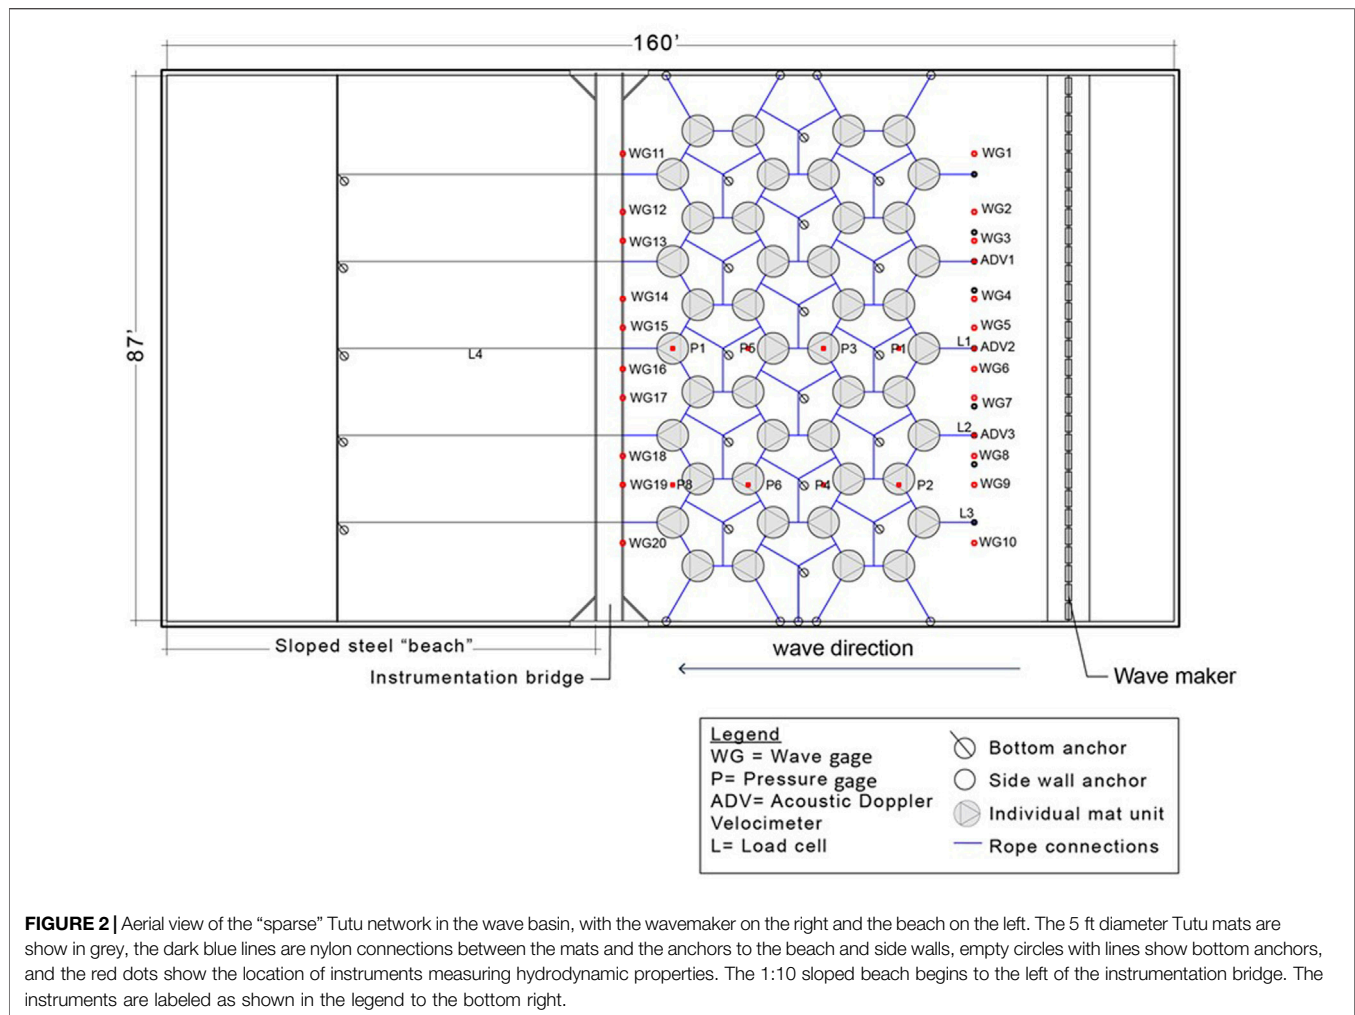 160'
87'
WG11
WG1
WG12
WG2
WG13
WG3
ADV1
WG14
WG4
WG15
WG5
L4
P1
P5
P3
P1
L1
ADV2
WG16
WG6
WG17
WG7
L2
ADV3
WG18
WG8
WG19
P8
P6
P4
P2
WG9
L3
WG20
WG10
Sloped steel “beach”
wave direction
Instrumentation bridge
Wave maker
Legend
WG = Wave gage
P= Pressure gage
ADV= Acoustic Doppler
Velocimeter
L= Load cell
Bottom anchor
Side wall anchor
Individual mat unit
Rope connections
FIGURE 2 | Aerial view of the “sparse” Tutu network in the wave basin, with the wavemaker on the right and the beach on the left. The 5 ft diameter Tutu mats are
show in grey, the dark blue lines are nylon connections between the mats and the anchors to the beach and side walls, empty circles with lines show bottom anchors,
and the red dots show the location of instruments measuring hydrodynamic properties. The 1:10 sloped beach begins to the left of the instrumentation bridge. The
instruments are labeled as shown in the legend to the bottom right.